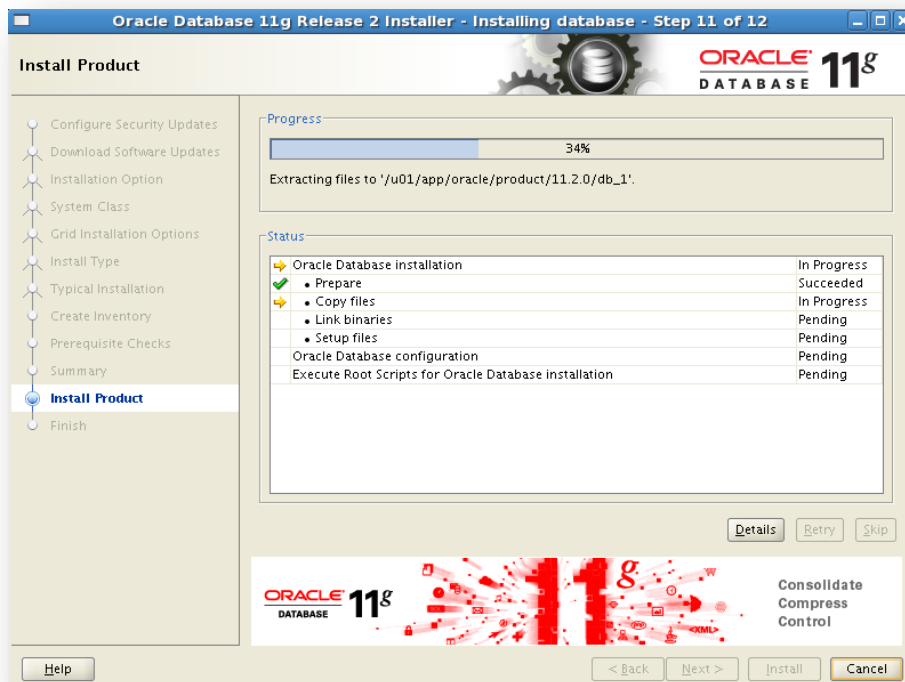 Oracle Database 11g Release 2 Installer - Installing database - Step 11 of 12
Install Product
ORACLE DATABASE 11g
Configure Security Updates
Download Software Updates
Installation Option
System Class
Grid Installation Options
Install Type
Typical Installation
Create Inventory
Prerequisite Checks
Summary
Install Product
Finish
Progress
34%
Extracting files to '/u01/app/oracle/product/11.2.0/db_1'.
Status
Oracle Database installation In Progress
• Prepare Succeeded
• Copy files In Progress
• Link binaries Pending
• Setup files Pending
Oracle Database configuration Pending
Execute Root Scripts for Oracle Database installation Pending
Details Retry Skip
ORACLE DATABASE 11g
11g
<XML>
Consolidate
Compress
Control
Help < Back Next > Install Cancel